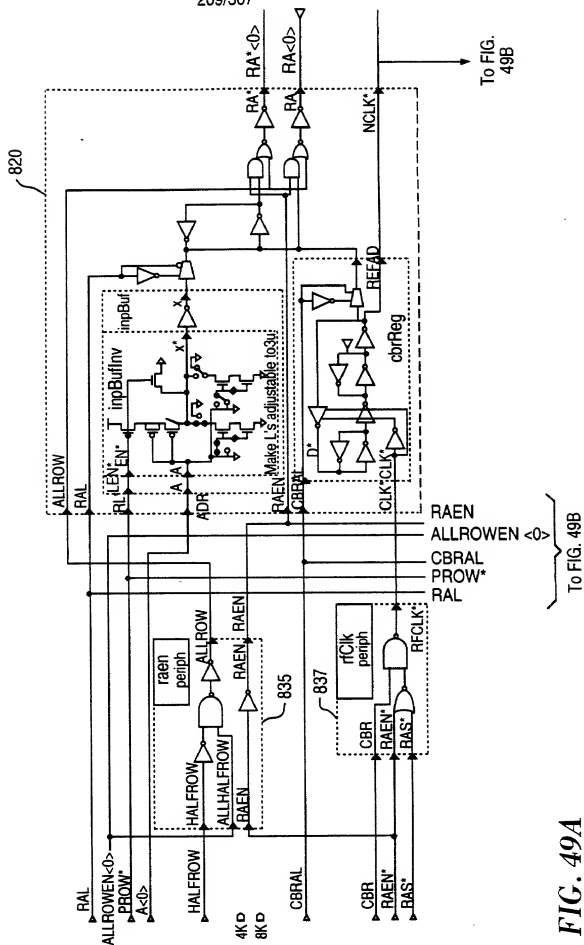 209/307
820
ALLROW
RAL
RL*
ADR
LEN*
EN*
A
A
inpBufInv
X*
inpBuf
X
Make L's adjustable to3u
RAEN
CBRAL
CLK*
CLK*
D*
cbrReg
REFAD
RA*
RA*<0>
RA
RA<0>
NCLK*
To FIG.
49B
RAL
ALLROWEN<0>
PROW*
A<0>
HALFROW
4K D
8K D
CBRAL
CBR
RAEN*
RAS*
raen
periph
HALFROW
ALLHALFROW
RAEN
ALLROW
RAEN
RAEN
835
rfClk
periph
837
CBR
RAEN*
RAS*
RFCLK*
RAEN
ALLROWEN <0>
CBRAL
PROW*
RAL
To FIG. 49B
FIG. 49A